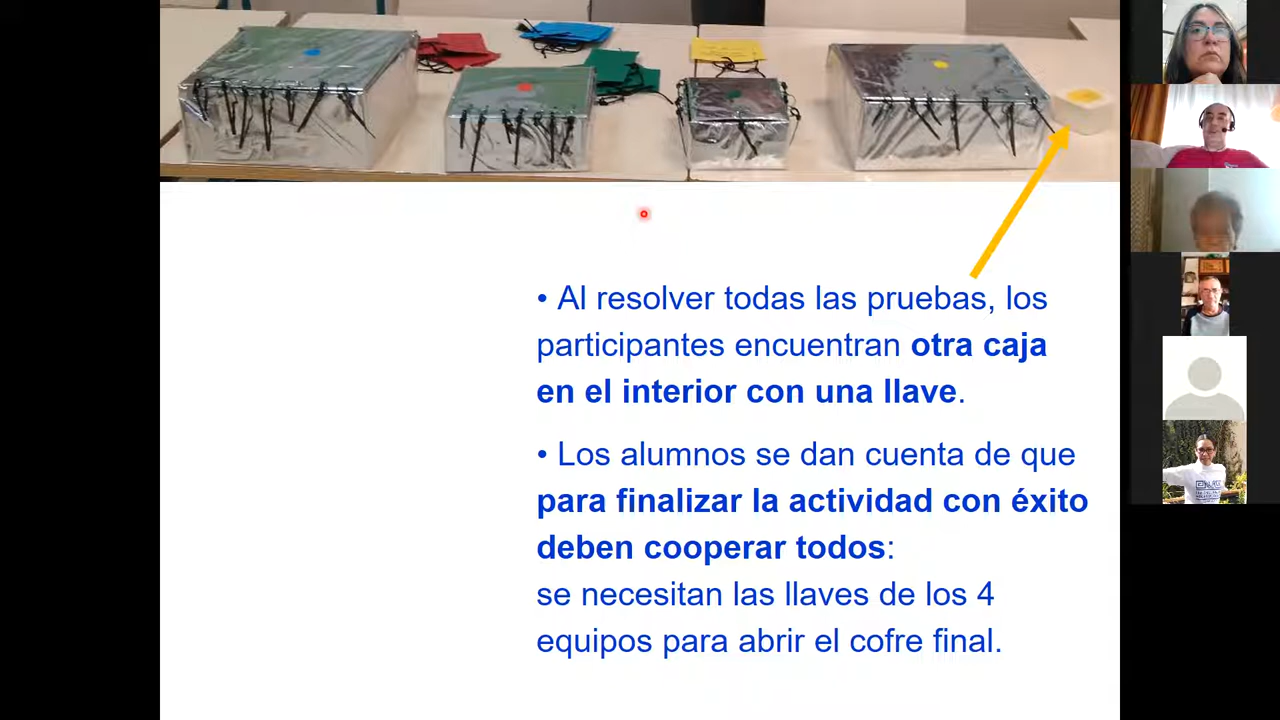 • Al resolver todas las pruebas, los
participantes encuentran otra caja
en el interior con una llave.
• Los alumnos se dan cuenta de que
para finalizar la actividad con éxito
deben cooperar todos:
se necesitan las llaves de los 4
equipos para abrir el cofre final.